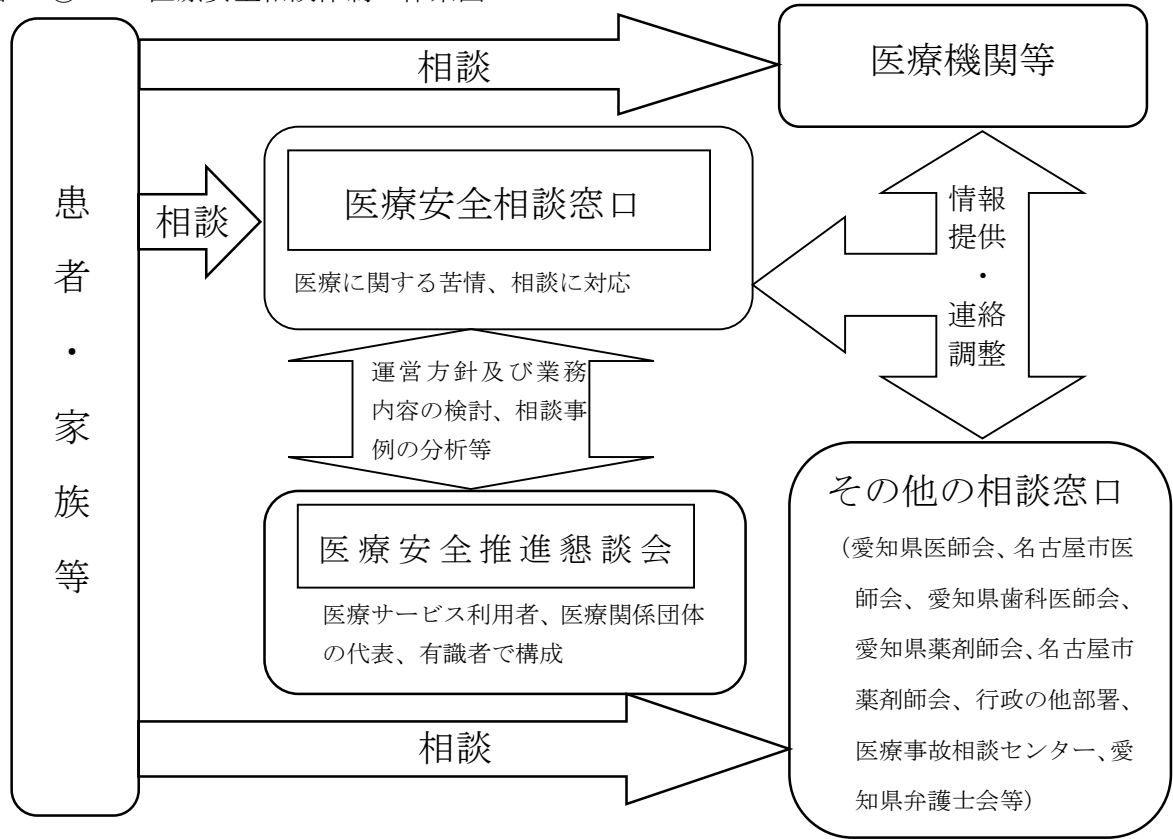 相談
医療機関等
患者・家族等
相談
医療安全相談窓口
医療に関する苦情、相談に対応
情報
提供
・
連絡
調整
運営方針及び業務
内容の検討、相談事
例の分析等
医療安全推進懇談会
医療サービス利用者、医療関係団体
の代表、有識者で構成
その他の相談窓口
(愛知県医師会、名古屋市医
師会、愛知県歯科医師会、
愛知県薬剤師会、名古屋市
薬剤師会、行政の他部署、
医療事故相談センター、愛
知県弁護士会等)
相談